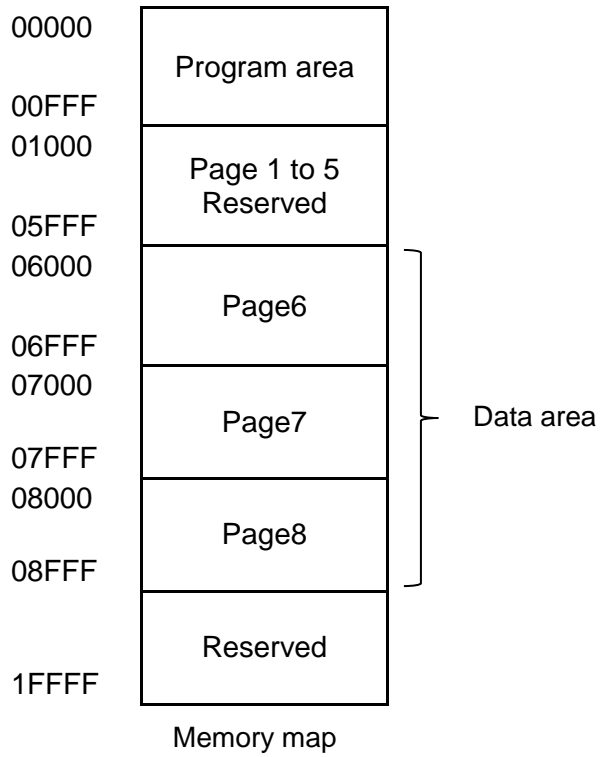 00000
Program area
00FFF
01000
Page 1 to 5
Reserved
05FFF
06000
Page6
06FFF
07000
Page7
Data area
07FFF
08000
Page8
08FFF
Reserved
1FFFF
Memory map